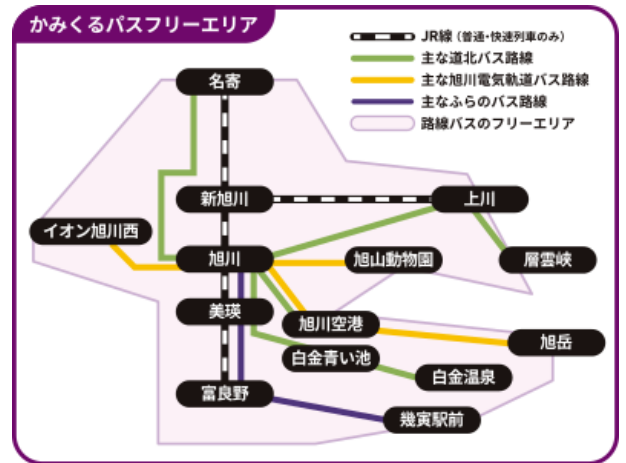 かみくるパスフリーエリア
JR線（普通・快速列車のみ）
主な道北バス路線
主な旭川電気軌道バス路線
主なふらのバス路線
路線バスのフリーエリア
名寄
新旭川
上川
イオン旭川西
旭川
旭山動物園
層雲峡
美瑛
旭川空港
旭岳
白金青い池
白金温泉
富良野
幾寅駅前